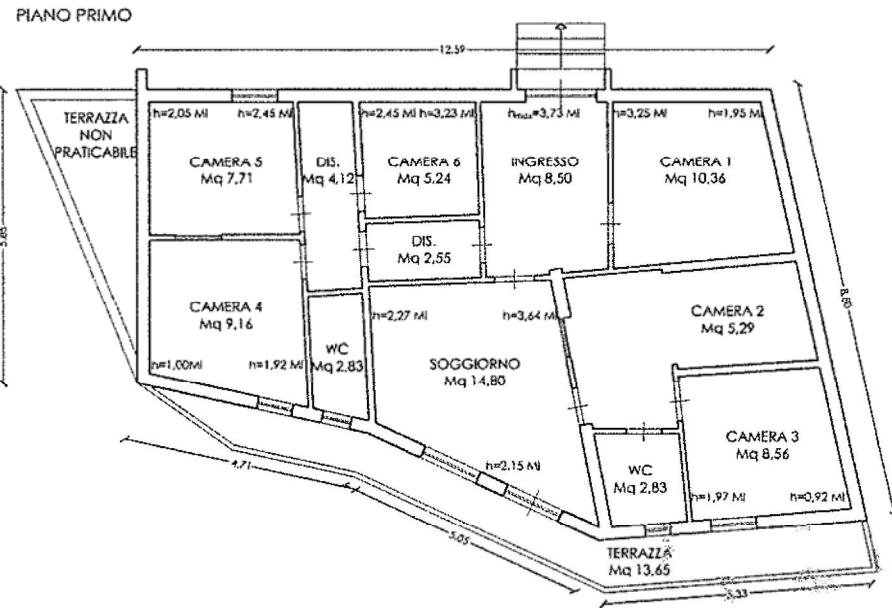 PIANO PRIMO
12.59
TERRAZZA
NON
PRATICABILE
h=2,05 Ml
h=2,45 Ml
CAMERA 5
Mq 7,71
DIS.
Mq 4,12
h=2,45 Ml
h=3,23 Ml
CAMERA 6
Mq 5,24
hmax=3,73 Ml
INGRESSO
Mq 8,50
h=3,25 Ml
h=1,95 Ml
CAMERA 1
Mq 10,36
5.85
DIS.
Mq 2,55
8.60
CAMERA 4
Mq 9,16
h=1,00Ml
h=1,92 Ml
WC
Mq 2,83
h=2,27 Ml
h=3,64 Ml
SOGGIORNO
Mq 14,80
h=2,15 Ml
CAMERA 2
Mq 5,29
CAMERA 3
Mq 8,56
WC
Mq 2,83
h=1,97 Ml
h=0,92 Ml
4.71
5.05
TERRAZZA
Mq 13,65
5.33